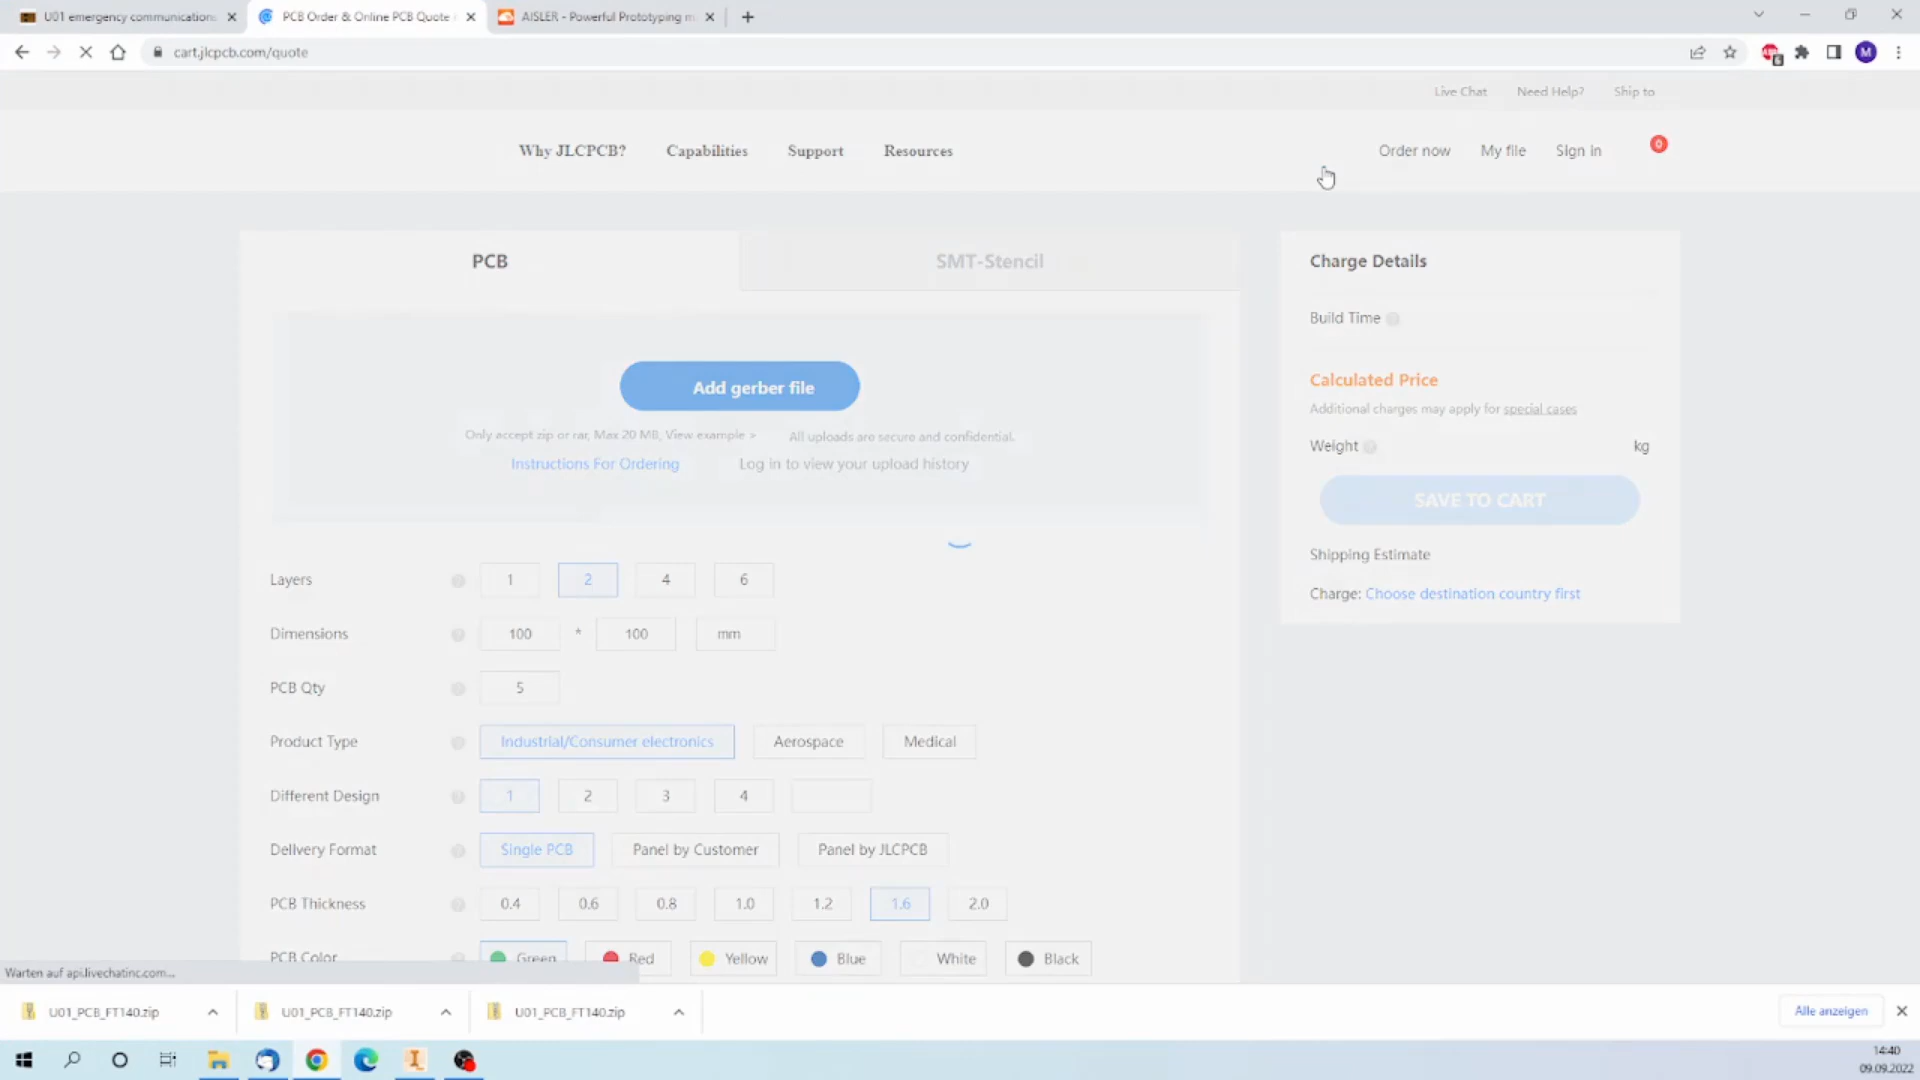 U01 emergency communications
PCB Order & Online PCB Quote
AISLER - Powerful Prototyping m
cart.jlcpcb.com/quote
M
Live Chat Need Help? Ship to
Why JLCPCB? Capabilities Support Resources
Order now My file Sign in 0
PCB SMT-Stencil
Charge Details
Build Time
Add gerber file
Calculated Price
Additional charges may apply for special cases
Only accept zip or rar, Max 20 MB, View example > All uploads are secure and confidential.
Weight kg
Instructions For Ordering Log in to view your upload history
SAVE TO CART
Shipping Estimate
Charge: Choose destination country first
Layers 1 2 4 6
Dimensions 100 * 100 mm
PCB Qty 5
Product Type Industrial/Consumer electronics Aerospace Medical
Different Design 1 2 3 4
Delivery Format Single PCB Panel by Customer Panel by JLCPCB
PCB Thickness 0.4 0.6 0.8 1.0 1.2 1.6 2.0
PCB Color Green Red Yellow Blue White Black
Warten auf api.livechatinc.com...
U01_PCB_FT140.zip U01_PCB_FT140.zip U01_PCB_FT140.zip Alle anzeigen
14:40
09.09.2022